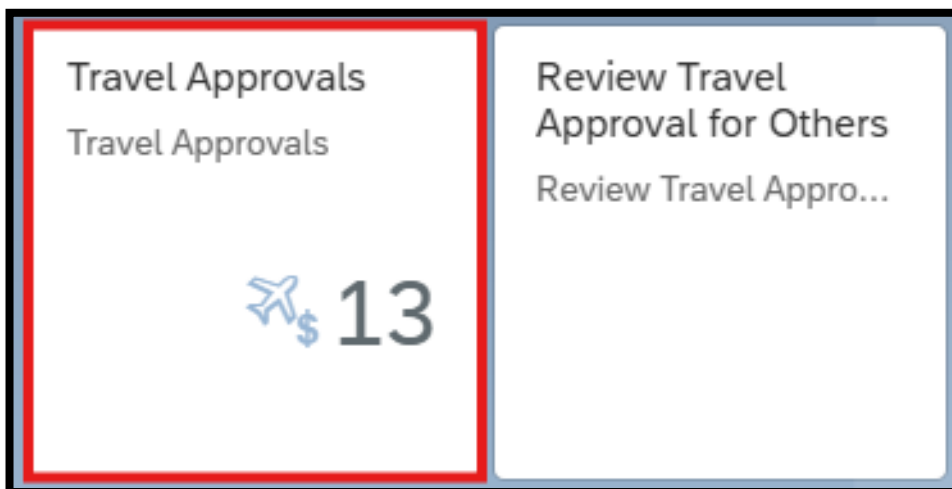 Travel Approvals
Travel Approvals
$ 13
Review Travel
Approval for Others
Review Travel Appro...